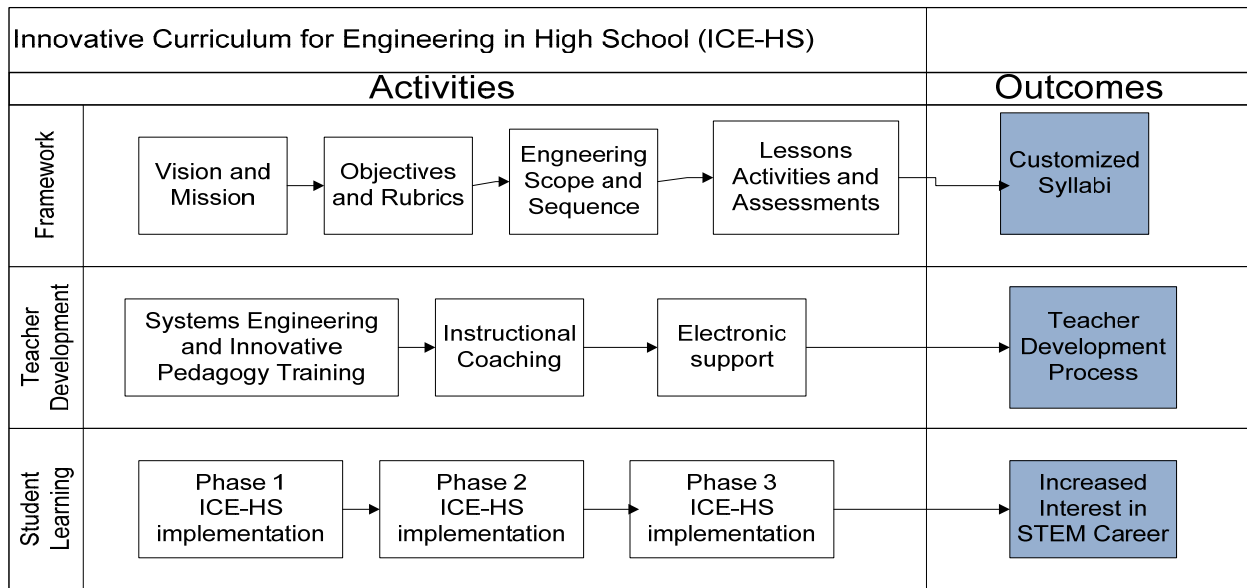 Innovative Curriculum for Engineering in High School (ICE-HS)
Activities
Outcomes
Framework
Vision and
Mission
Objectives
and Rubrics
Engneering
Scope and
Sequence
Lessons
Activities and
Assessments
Customized
Syllabi
Teacher
Development
Systems Engineering
and Innovative
Pedagogy Training
Instructional
Coaching
Electronic
support
Teacher
Development
Process
Student
Learning
Phase 1
ICE-HS
implementation
Phase 2
ICE-HS
implementation
Phase 3
ICE-HS
implementation
Increased
Interest in
STEM Career